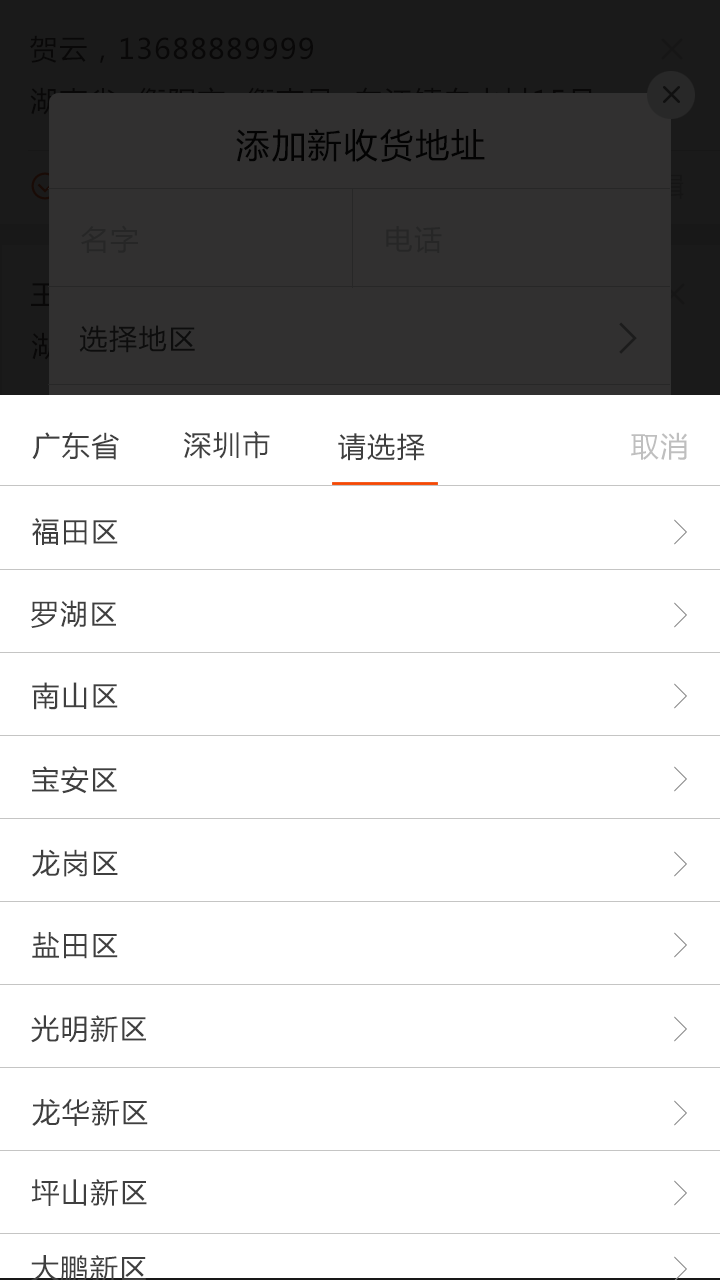 贺云，13688889999
添加新收货地址
名字 电话
王
湖
选择地区
广东省 深圳市 请选择 取消
福田区
罗湖区
南山区
宝安区
龙岗区
盐田区
光明新区
龙华新区
坪山新区
大鹏新区